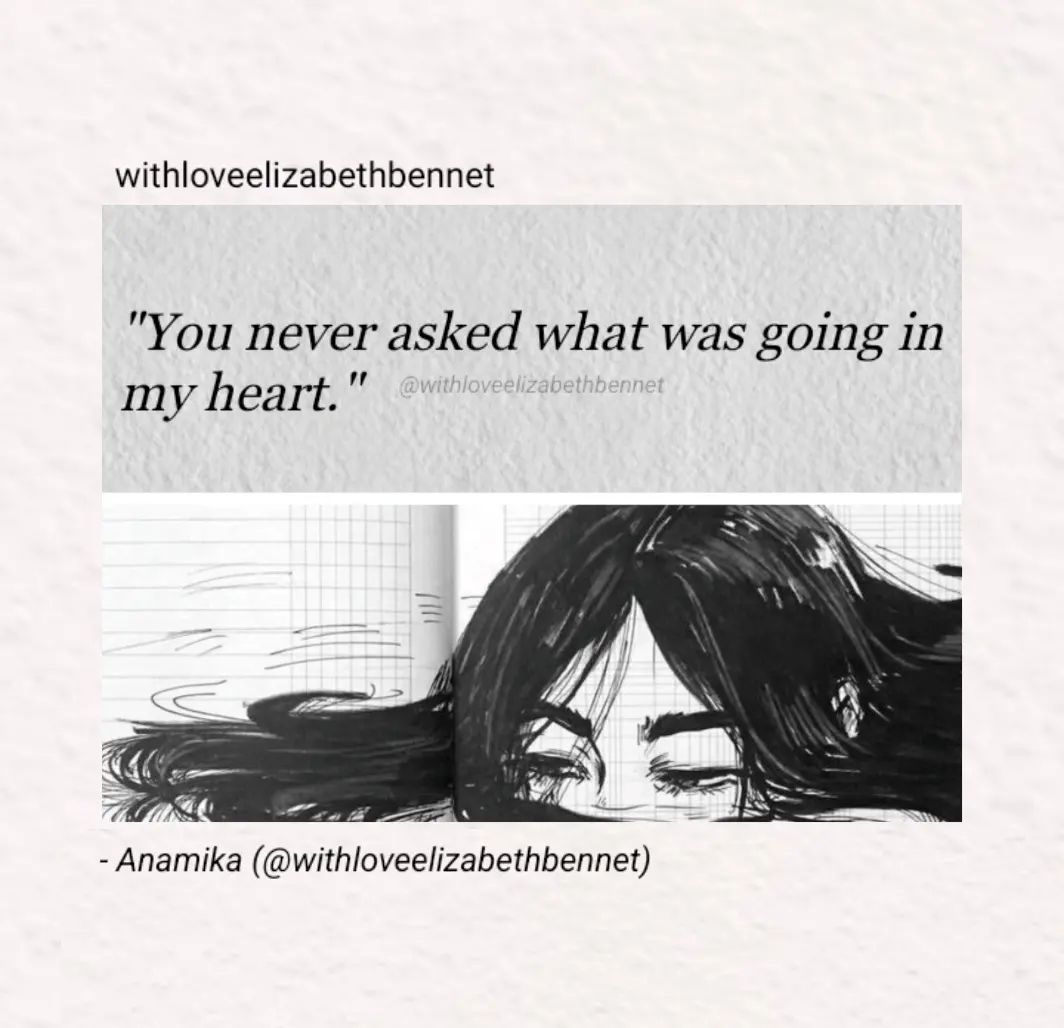 withloveelizabethbennet
"You never asked what was going in
my heart."
@withloveelizabethbennet
- Anamika (@withloveelizabethbennet)